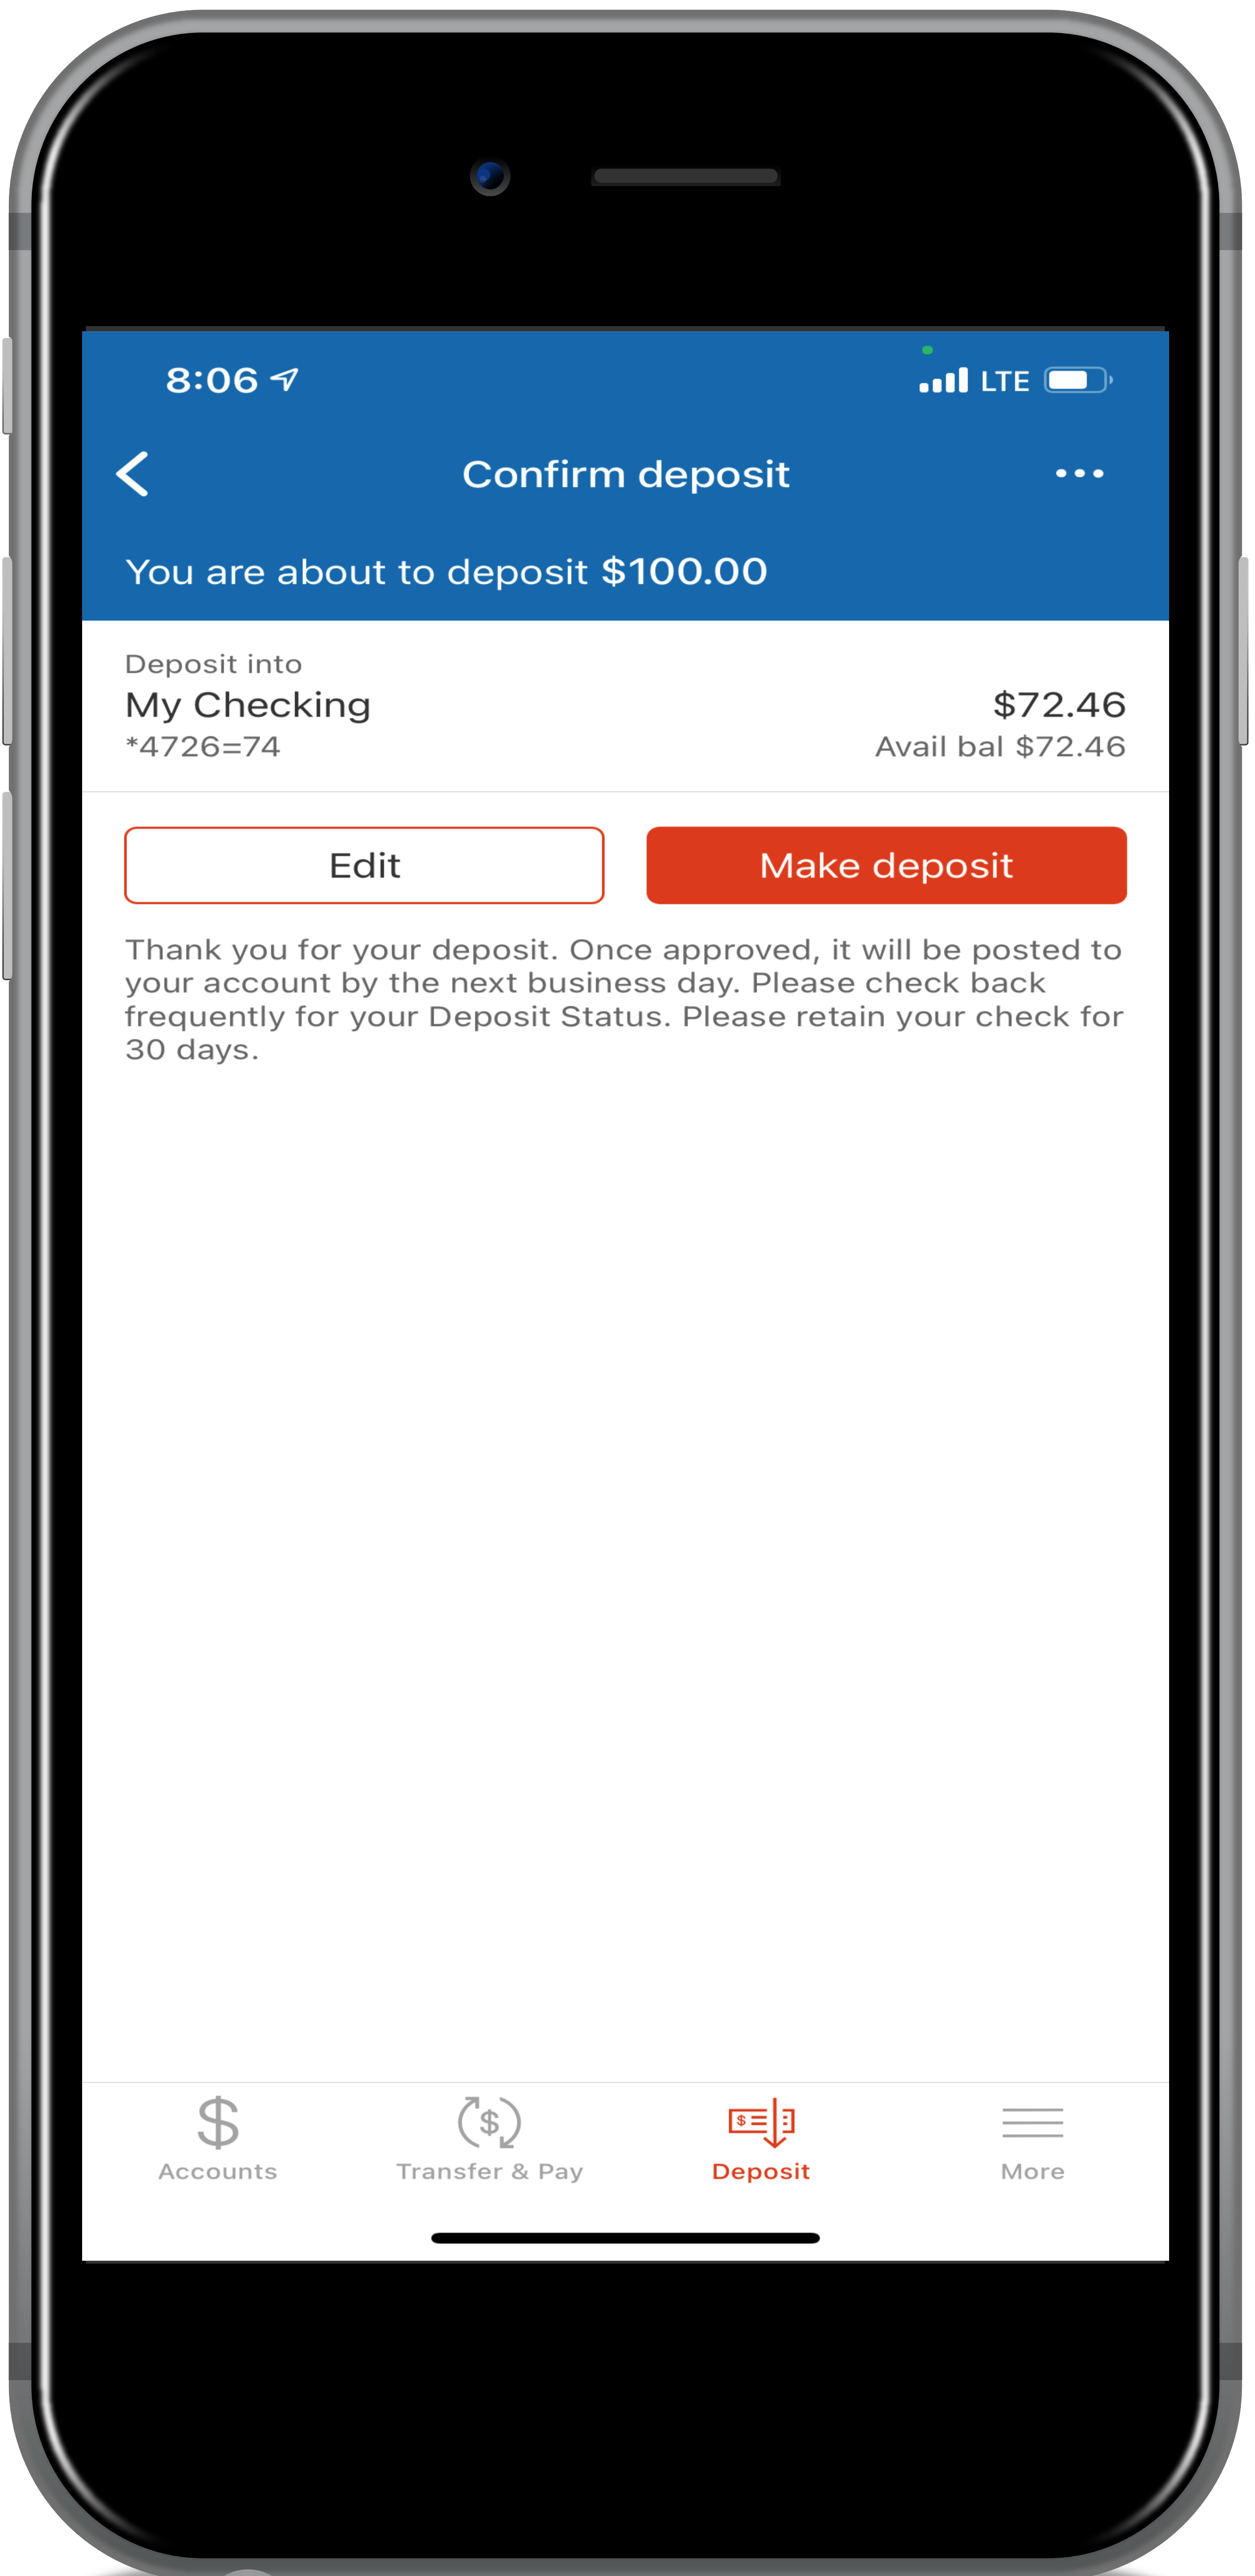 8:06 LTE
Confirm deposit
You are about to deposit $100.00
Deposit into
My Checking $72.46
*4726=74 Avail bal $72.46
Edit Make deposit
Thank you for your deposit. Once approved, it will be posted to
your account by the next business day. Please check back
frequently for your Deposit Status. Please retain your check for
30 days.
Accounts Transfer & Pay Deposit More